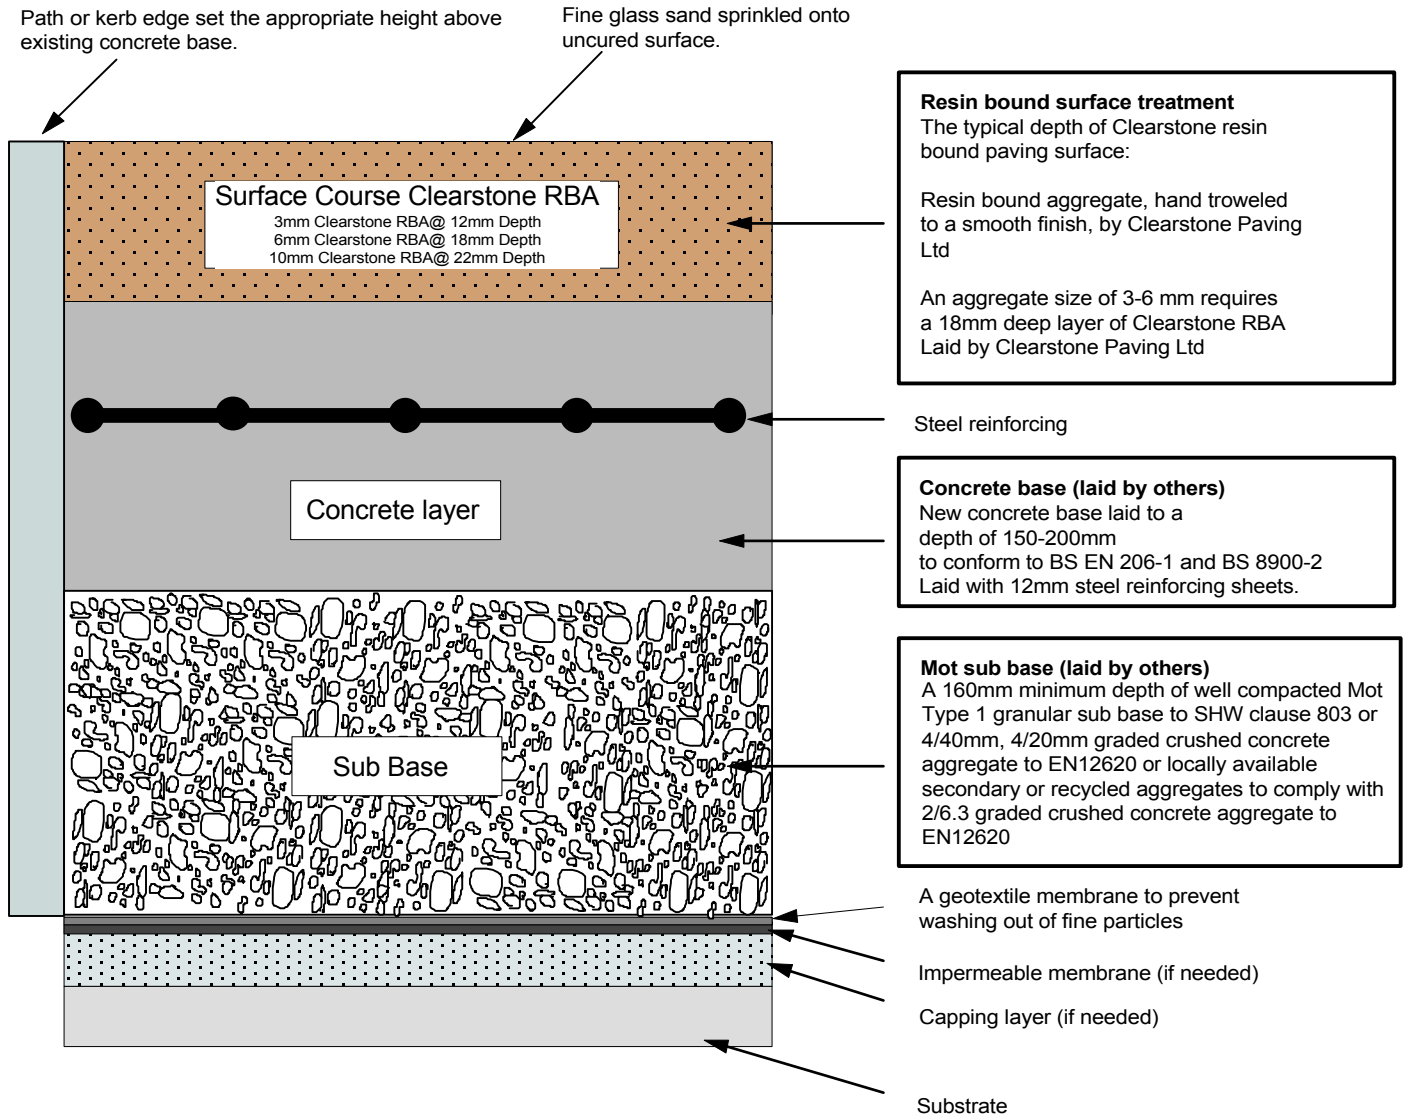 Path or kerb edge set the appropriate height above
existing concrete base.
Fine glass sand sprinkled onto
uncured surface.
Surface Course Clearstone RBA
3mm Clearstone RBA@ 12mm Depth
6mm Clearstone RBA@ 18mm Depth
10mm Clearstone RBA@ 22mm Depth
Resin bound surface treatment
The typical depth of Clearstone resin
bound paving surface:
Resin bound aggregate, hand troweled
to a smooth finish, by Clearstone Paving
Ltd
An aggregate size of 3-6 mm requires
a 18mm deep layer of Clearstone RBA
Laid by Clearstone Paving Ltd
Steel reinforcing
Concrete layer
Concrete base (laid by others)
New concrete base laid to a
depth of 150-200mm
to conform to BS EN 206-1 and BS 8900-2
Laid with 12mm steel reinforcing sheets.
Sub Base
Mot sub base (laid by others)
A 160mm minimum depth of well compacted Mot
Type 1 granular sub base to SHW clause 803 or
4/40mm, 4/20mm graded crushed concrete
aggregate to EN12620 or locally available
secondary or recycled aggregates to comply with
2/6.3 graded crushed concrete aggregate to
EN12620
A geotextile membrane to prevent
washing out of fine particles
Impermeable membrane (if needed)
Capping layer (if needed)
Substrate